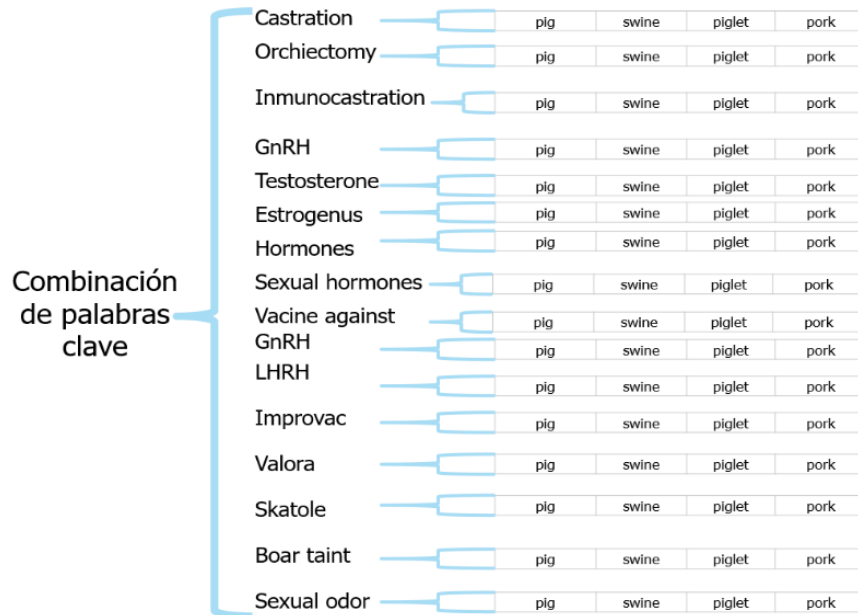 Combinación
de palabras
clave
Castration pig swine piglet pork
Orchiectomy pig swine piglet pork
Inmunocastration pig swine piglet pork
GnRH pig swine piglet pork
Testosterone pig swine piglet pork
Estrogenus pig swine piglet pork
Hormones pig swine piglet pork
Sexual hormones pig swine piglet pork
Vacine against pig swine piglet pork
GnRH pig swine piglet pork
LHRH pig swine piglet pork
Improvac pig swine piglet pork
Valora pig swine piglet pork
Skatole pig swine piglet pork
Boar taint pig swine piglet pork
Sexual odor pig swine piglet pork